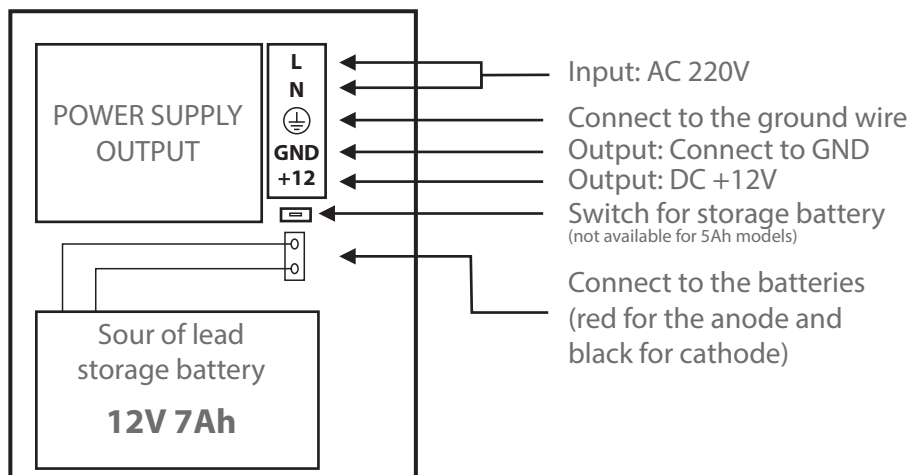 POWER SUPPLY
OUTPUT
L
N
GND
+12
Input: AC 220V
Connect to the ground wire
Output: Connect to GND
Output: DC +12V
Switch for storage battery
(not available for 5Ah models)
Connect to the batteries
(red for the anode and
black for cathode)
Sour of lead
storage battery
12V 7Ah